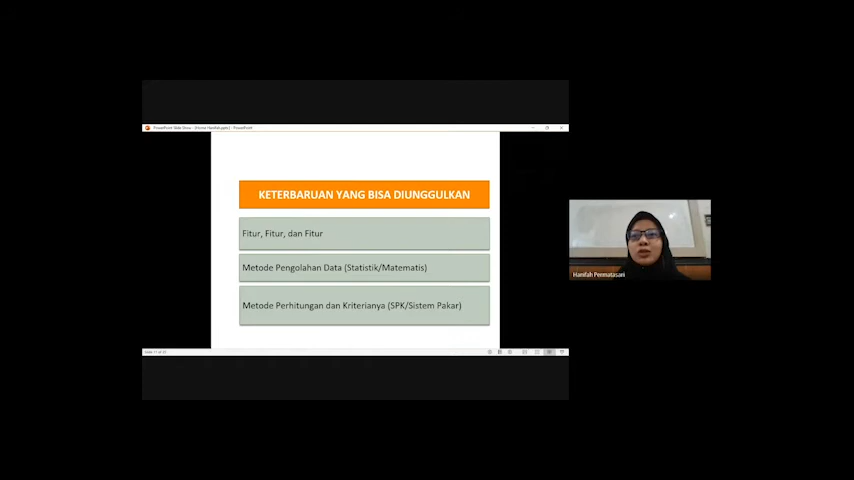 KETERBARUAN YANG BISA DIUNGGULKAN
Fitur, Fitur, dan Fitur
Metode Pengolahan Data (Statistik/Matematis)
Metode Perhitungan dan Kriterianya (SPK/Sistem Pakar)
Hanifah Permatasari